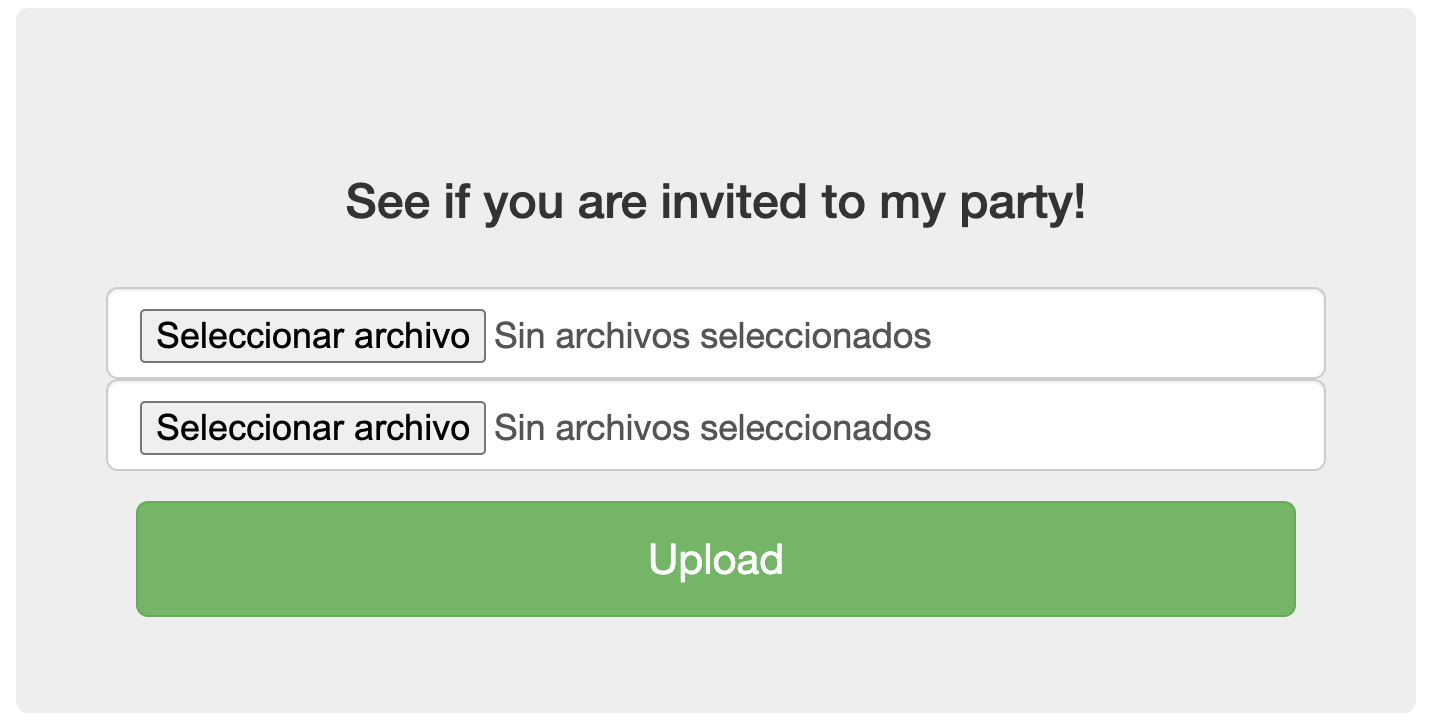 See if you are invited to my party!
Seleccionar archivo Sin archivos seleccionados
Seleccionar archivo Sin archivos seleccionados
Upload